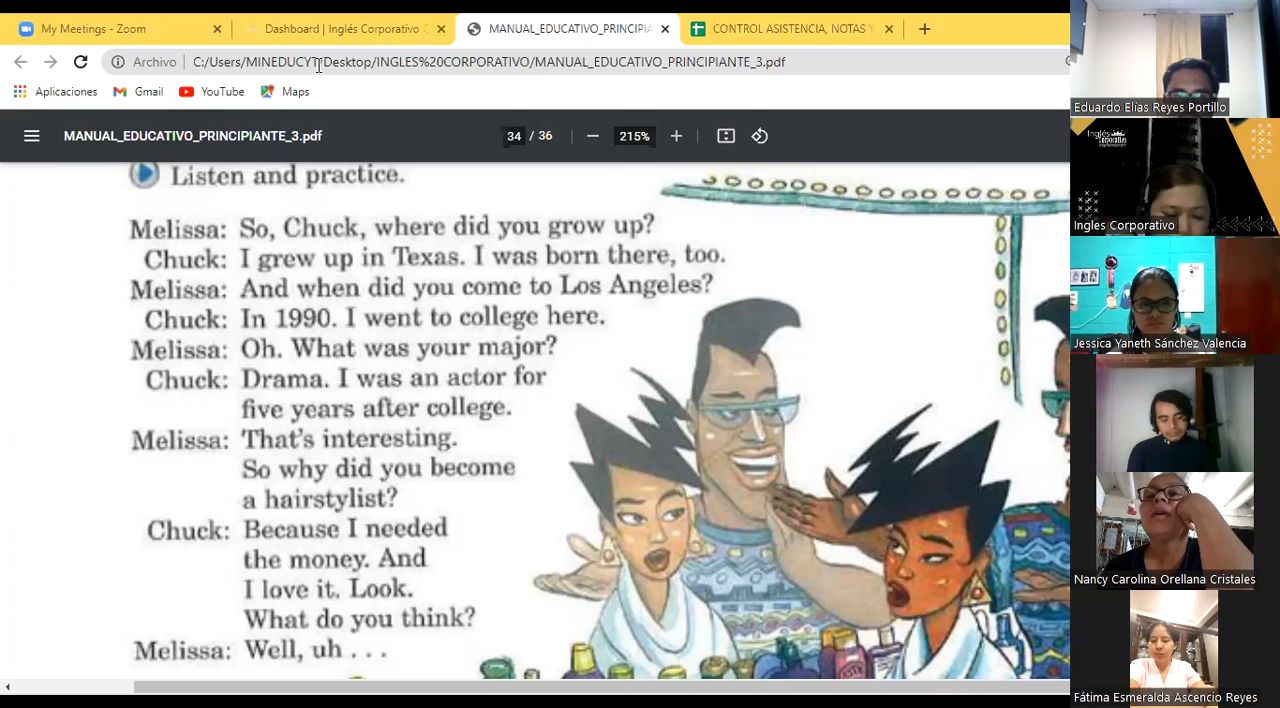 My Meetings - Zoom
Dashboard | Inglés Corporativo
MANUAL_EDUCATIVO_PRINCIPIA
CONTROL ASISTENCIA, NOTAS Y
Archivo
C:/Users/MINEDUCYT/Desktop/INGLES%20CORPORATIVO/MANUAL_EDUCATIVO_PRINCIPIANTE_3.pdf
Aplicaciones
Gmail
YouTube
Maps
MANUAL_EDUCATIVO_PRINCIPIANTE_3.pdf
34 / 36
215%
Listen and practice.
Melissa: So, Chuck, where did you grow up?
Chuck: I grew up in Texas. I was born there, too.
Melissa: And when did you come to Los Angeles?
Chuck: In 1990. I went to college here.
Melissa: Oh. What was your major?
Chuck: Drama. I was an actor for
five years after college.
Melissa: That's interesting.
So why did you become
a hairstylist?
Chuck: Because I needed
the money. And
I love it. Look.
What do you think?
Melissa: Well, uh . . .
Eduardo Elías Reyes Portillo
Inglés
Corporativo
Ingles Corporativo
Jessica Yaneth Sánchez Valencia
Nancy Carolina Orellana Cristales
Fátima Esmeralda Ascencio Reyes